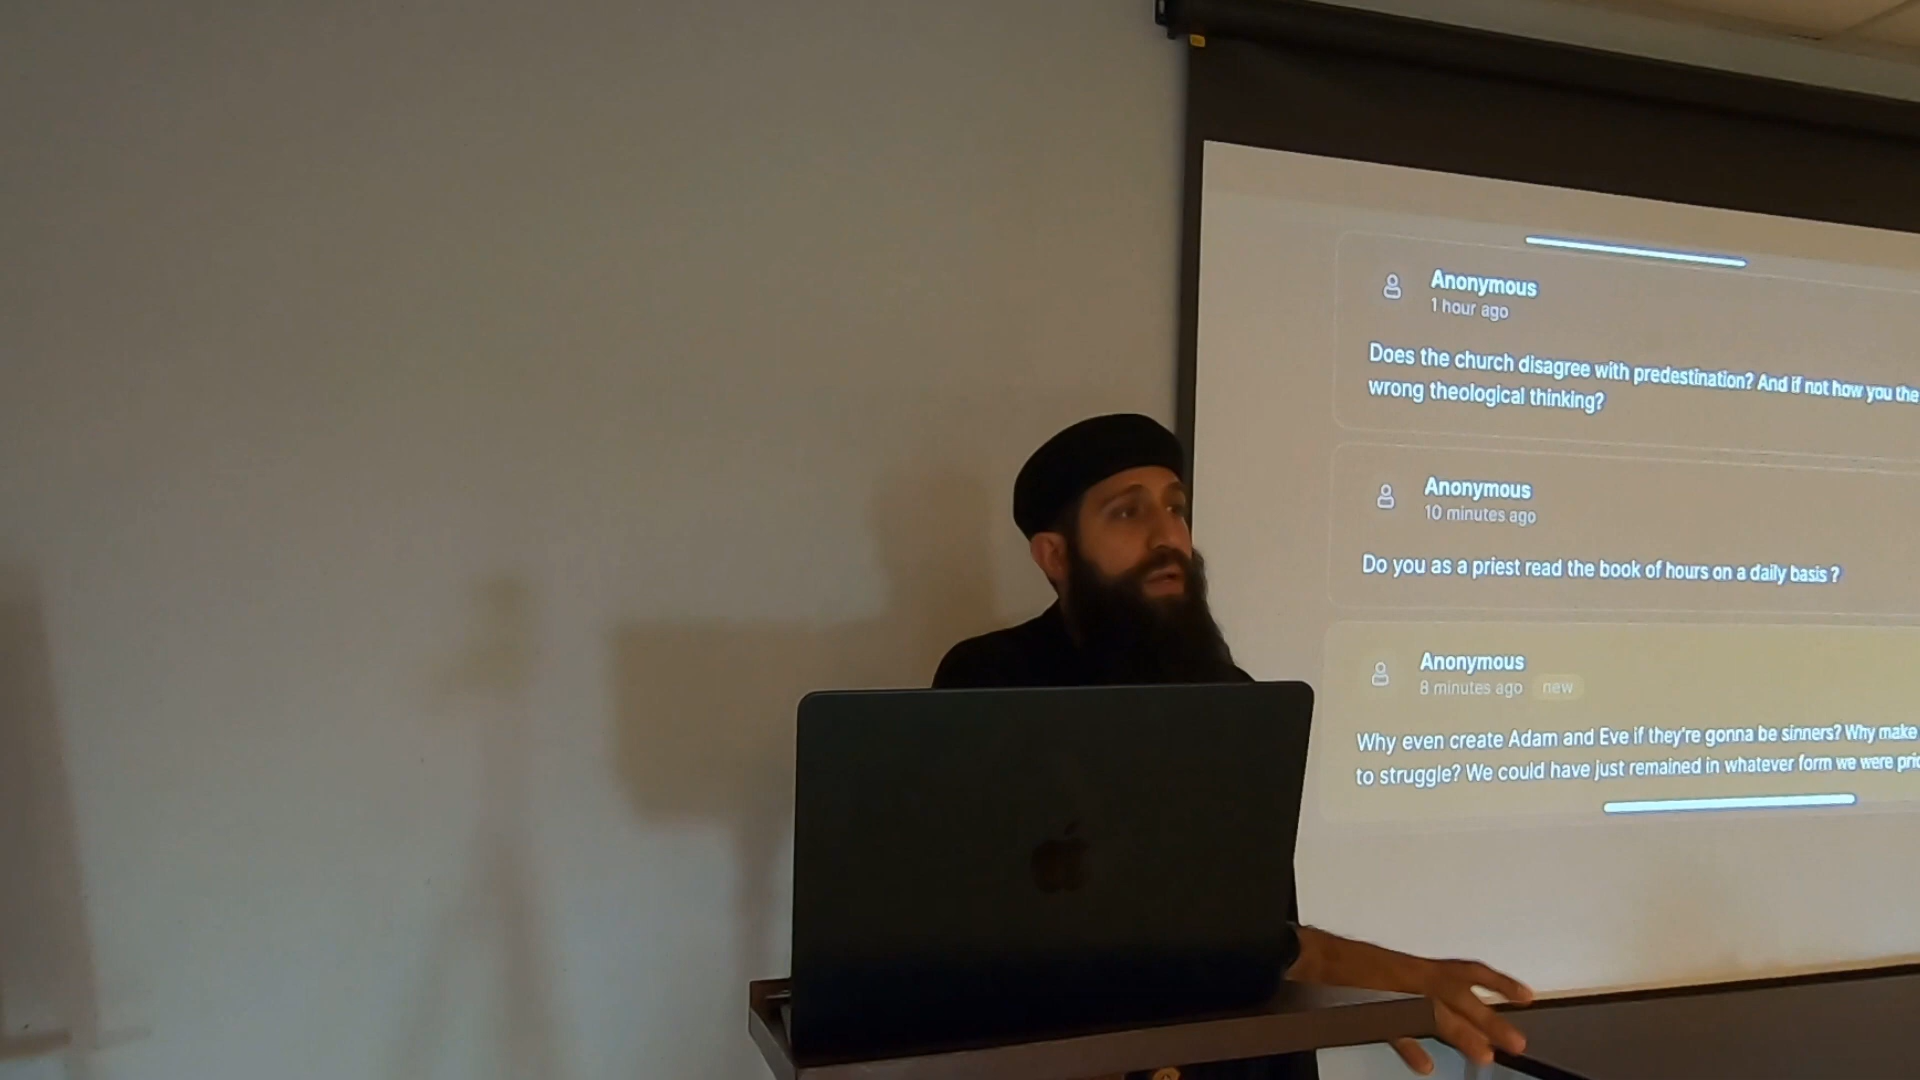 Anonymous
1 hour ago
Does the church disagree with predestination? And if not how you the
wrong theological thinking?
Anonymous
10 minutes ago
Do you as a priest read the book of hours on a daily basis ?
Anonymous
8 minutes ago new
Why even create Adam and Eve if they're gonna be sinners? Why make
to struggle? We could have just remained in whatever form we were